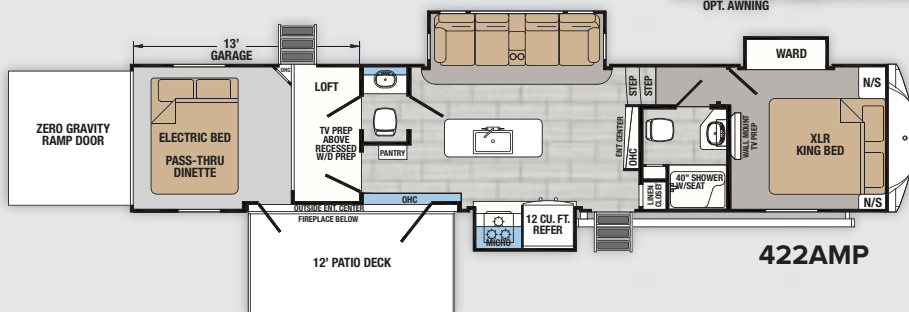 OPT. AWNING
13'
GARAGE
OHC
LOFT
WARD
N/S
STEP
STEP
ZERO GRAVITY
RAMP DOOR
ELECTRIC BED
PASS-THRU
DINETTE
TV PREP
ABOVE
RECESSED
W/D PREP
PANTRY
ENT CENTER
OHC
WALL MOUNT
TV PREP
XLR
KING BED
40" SHOWER
W/SEAT
LINEN
CLOSET
N/S
OHC
OUTSIDE ENT. CENTER
FIREPLACE BELOW
12' PATIO DECK
MICRO
12 CU. FT.
REFER
422AMP